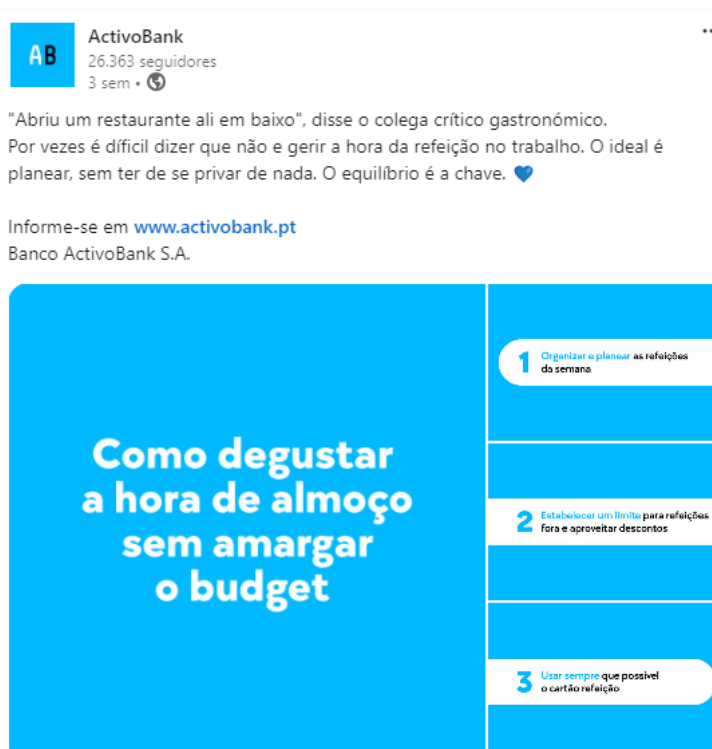 AB
ActivoBank
26.363 seguidores
3 sem •
"Abriu um restaurante ali em baixo", disse o colega crítico gastronómico.
Por vezes é díficil dizer que não e gerir a hora da refeição no trabalho. O ideal é
planear, sem ter de se privar de nada. O equilíbrio é a chave. 💙
Informe-se em www.activobank.pt
Banco ActivoBank S.A.
Como degustar
a hora de almoço
sem amargar
o budget
1 Organizar e planear as refeições
da semana
2 Estabelecer um limite para refeições
fora e aproveitar descontos
3 Usar sempre que possível
o cartão refeição